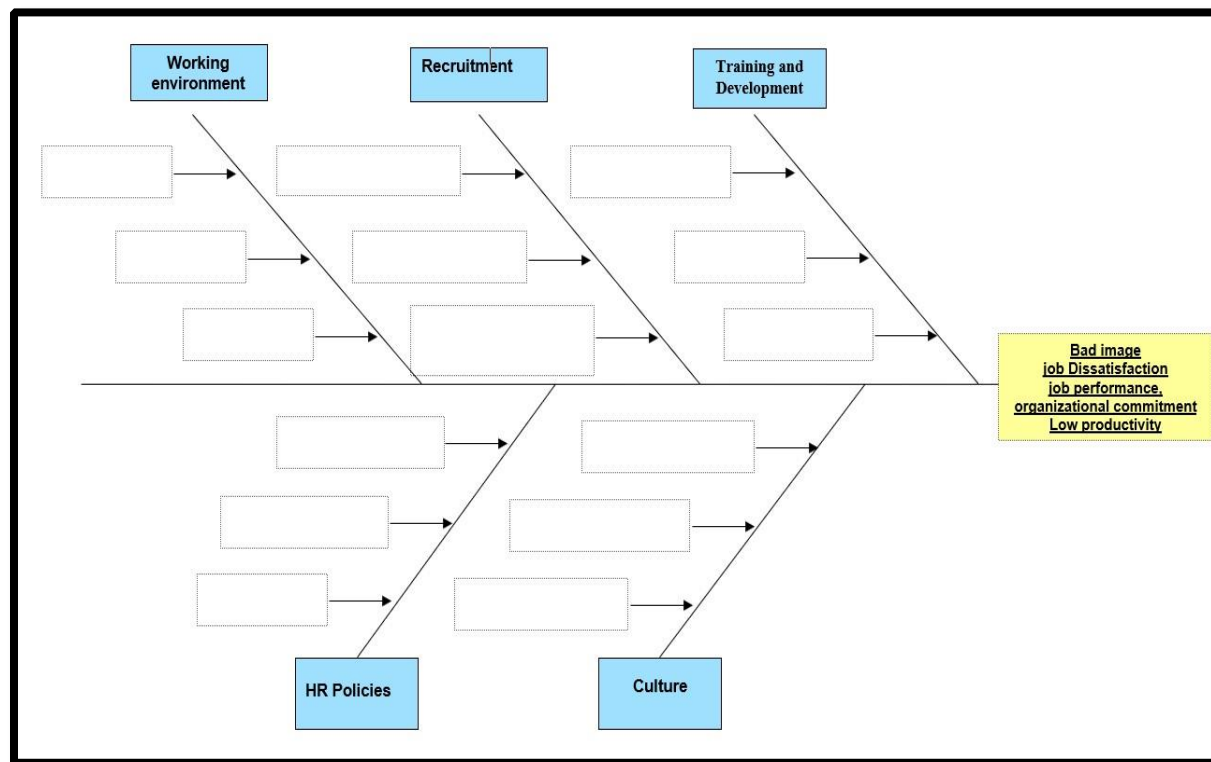 Working
environment
Recruitment
Training and
Development
Bad image
job Dissatisfaction
job performance,
organizational commitment
Low productivity
HR Policies
Culture